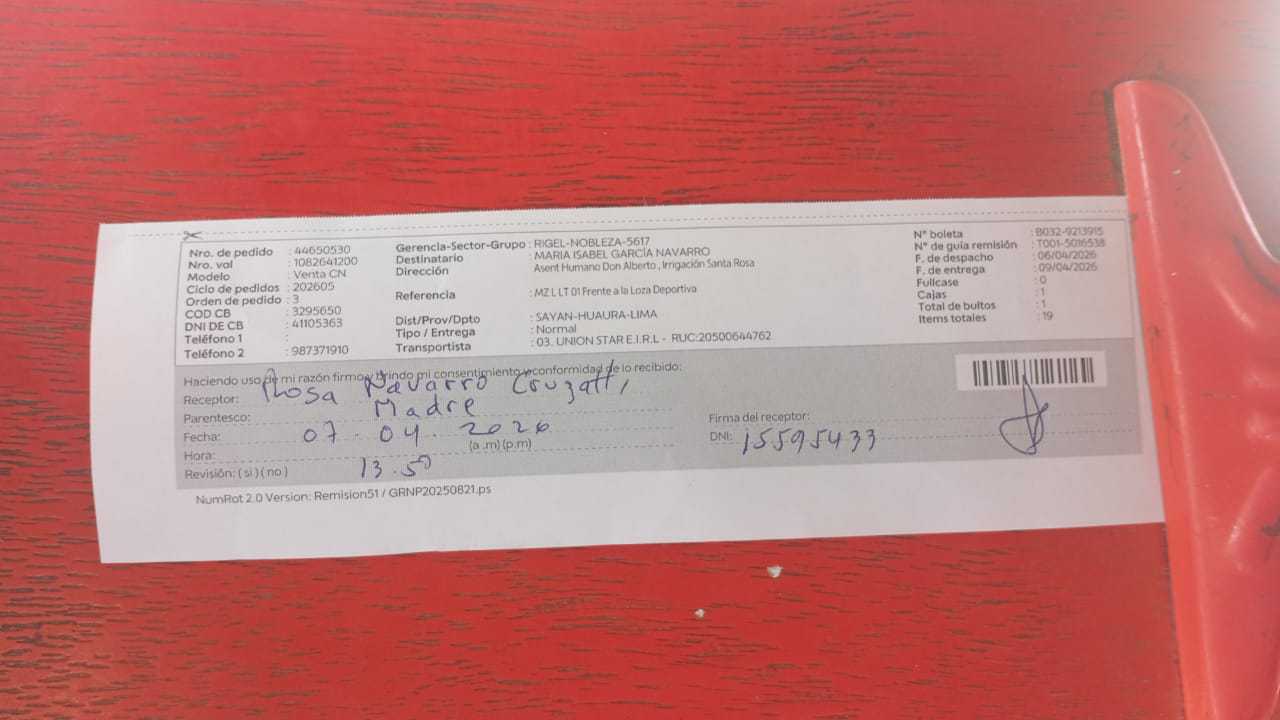 Nro. de pedido : 44650530
Nro. val : 1082641200
Modelo : Venta CN
Ciclo de pedidos : 202605
Orden de pedido : 3
COD CB : 3295650
DNI DE CB : 41105363
Teléfono 1 :
Teléfono 2 : 987371910
Gerencia-Sector-Grupo : RIGEL-NOBLEZA-5617
Destinatario : MARIA ISABEL GARCÍA NAVARRO
Dirección : Asent Humano Don Alberto , Irrigación Santa Rosa
Referencia : MZ L LT 01 Frente a la Loza Deportiva
Dist/Prov/Dpto : SAYAN-HUAURA-LIMA
Tipo / Entrega : Normal
Transportista : 03. UNION STAR E.I.R.L - RUC:20500644762
N° boleta : B032-9213915
N° de guía remisión : T001-5016538
F. de despacho : 06/04/2026
F. de entrega : 09/04/2026
Fullcase : 0
Cajas : 1
Total de bultos : 1
Items totales : 19
Haciendo uso de mi razón firmo y brindo mi consentimiento y conformidad de lo recibido:
Receptor: Rosa Navarro Cruzatti
Parentesco: Madre
Fecha: 07 . 04 . 2026
Hora: (a .m) (p.m)
Revisión: ( si ) ( no ) 13.50
Firma del receptor:
DNI: 15595433
NumRot 2.0 Version: Remision51 / GRNP20250821.ps